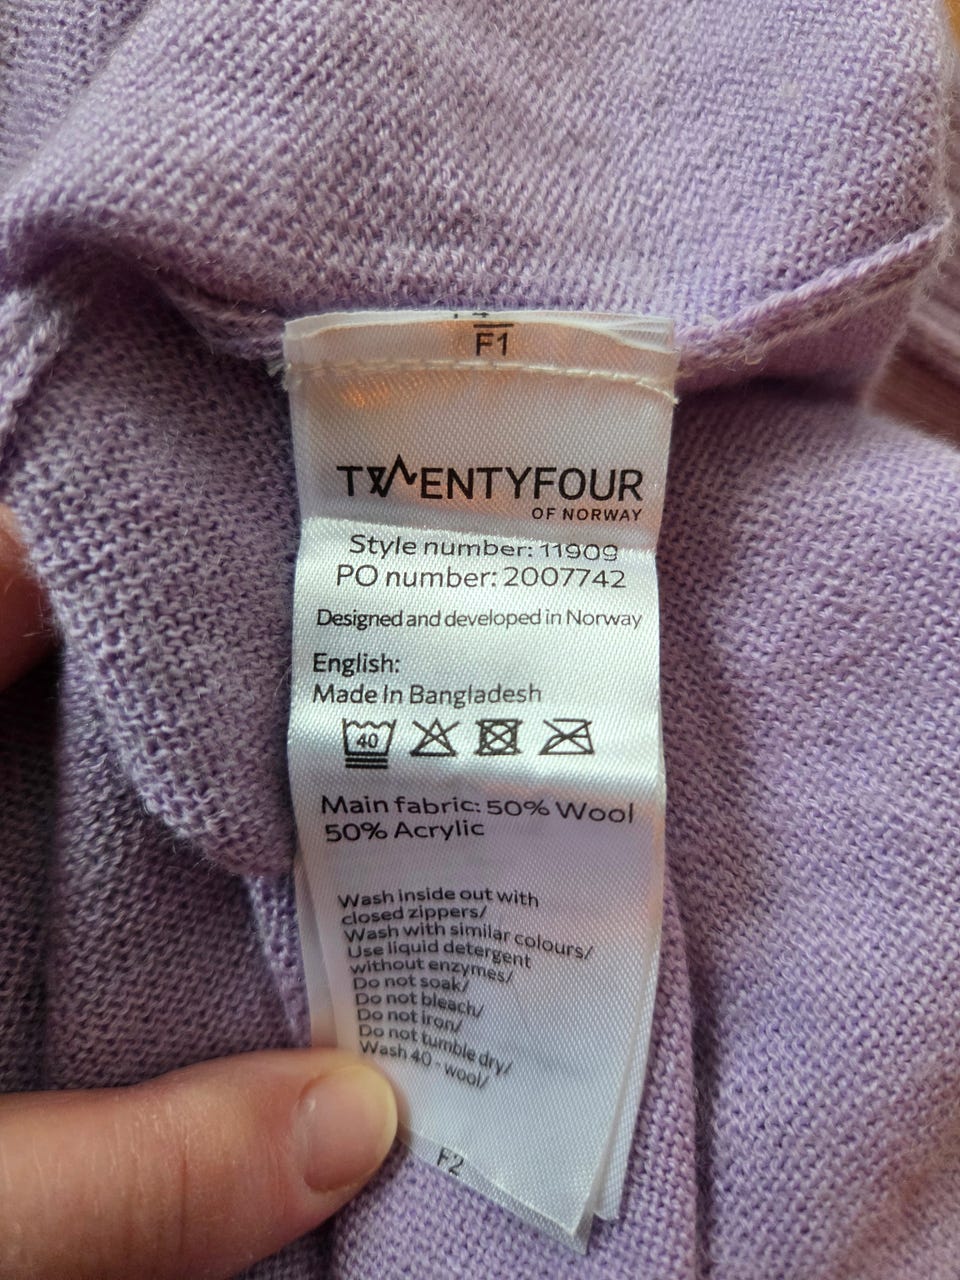 F1
TWENTYFOUR
OF NORWAY
Style number: 11909
PO number: 2007742
Designed and developed in Norway
English:
Made In Bangladesh
40
Main fabric: 50% Wool
50% Acrylic
Wash inside out with
closed zippers/
Wash with similar colours/
Use liquid detergent
without enzymes/
Do not soak/
Do not bleach/
Do not iron/
Do not tumble dry/
Wash 40 - wool/
F2